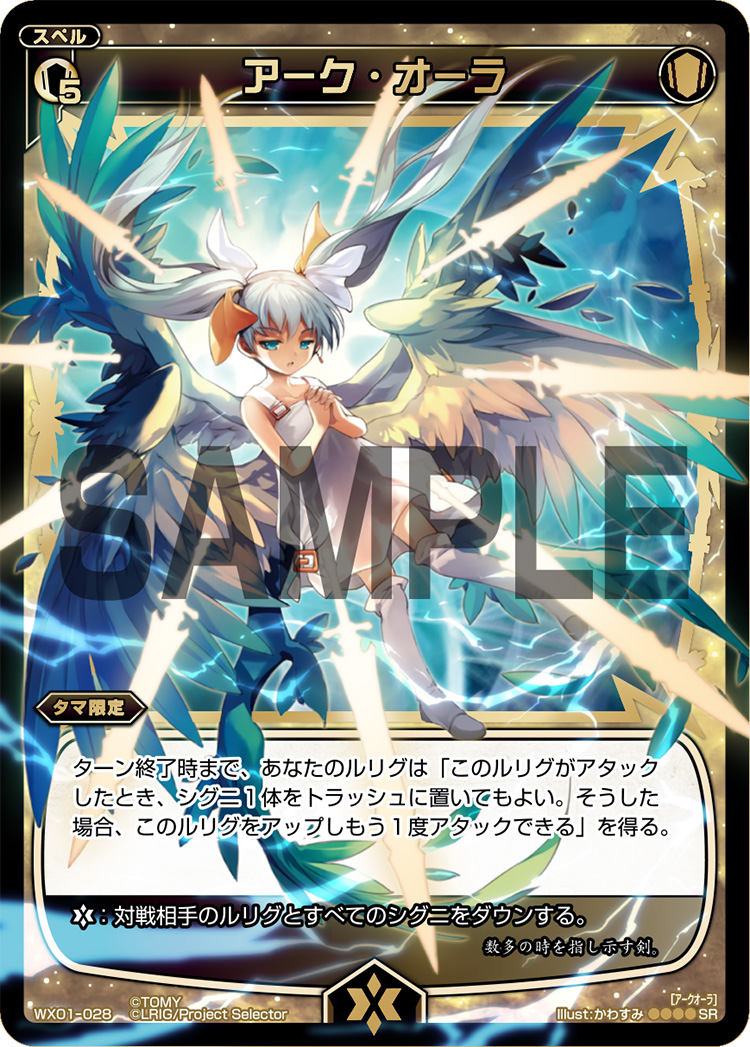 スペル
5
アーク・オーラ
SAMPLE
タマ限定
ターン終了時まで、あなたのルリグは「このルリグがアタック
したとき、シグニ1体をトラッシュに置いてもよい。そうした
場合、このルリグをアップしもう1度アタックできる」を得る。
：対戦相手のルリグとすべてのシグニをダウンする。
数多の時を指し示す剣。
WX01-028 ©TOMY
©LRIG/Project Selector
[アークオーラ]
Illust:かわすみ ●●●● SR